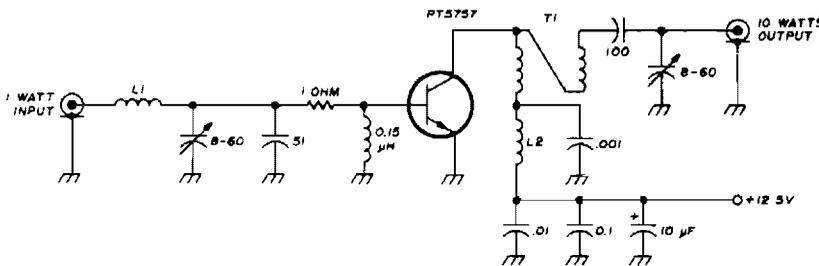 PT5757
T1
10 WATTS
OUTPUT
100
8-60
1 WATT
INPUT
L1
1 OHM
8-60
51
0.15
µH
L2
.001
+12.5V
.01
0.1
+
10 µF